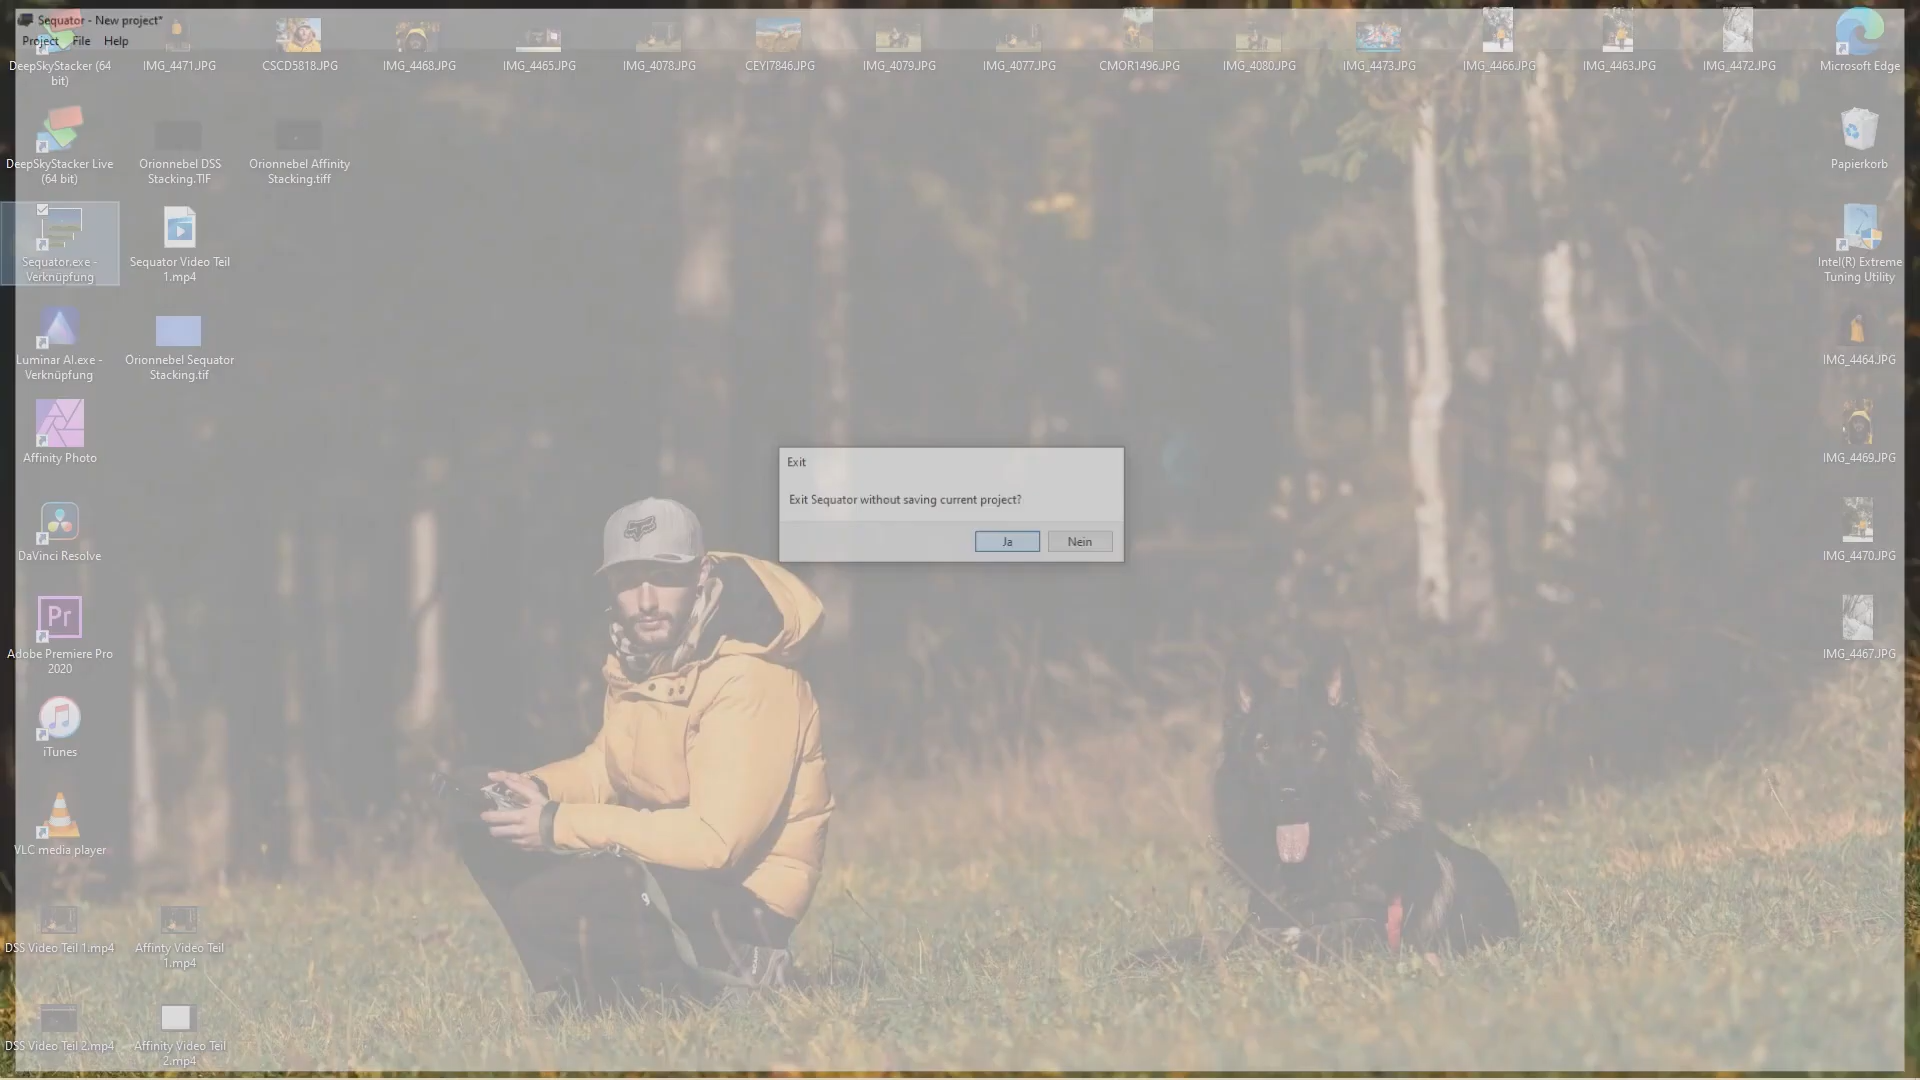 Sequator - New project*
Project File Help
DeepSkyStacker (64
bit)
IMG_4471.JPG
CSCD5818.JPG
IMG_4468.JPG
IMG_4465.JPG
IMG_4078.JPG
CEYI7846.JPG
IMG_4079.JPG
IMG_4077.JPG
CMOR1496.JPG
IMG_4080.JPG
IMG_4473.JPG
IMG_4466.JPG
IMG_4463.JPG
IMG_4472.JPG
Microsoft Edge
DeepSkyStacker Live
(64 bit)
Orionnebel DSS
Stacking.TIF
Orionnebel Affinity
Stacking.tiff
Papierkorb
Sequator.exe -
Verknüpfung
Sequator Video Teil
1.mp4
Intel(R) Extreme
Tuning Utility
Luminar AI.exe -
Verknüpfung
Orionnebel Sequator
Stacking.tif
IMG_4464.JPG
Affinity Photo
IMG_4469.JPG
Exit
Exit Sequator without saving current project?
Ja
Nein
DaVinci Resolve
IMG_4470.JPG
Pr
Adobe Premiere Pro
2020
IMG_4467.JPG
iTunes
VLC media player
DSS Video Teil 1.mp4
Affinty Video Teil
1.mp4
DSS Video Teil 2.mp4
Affinity Video Teil
2.mp4